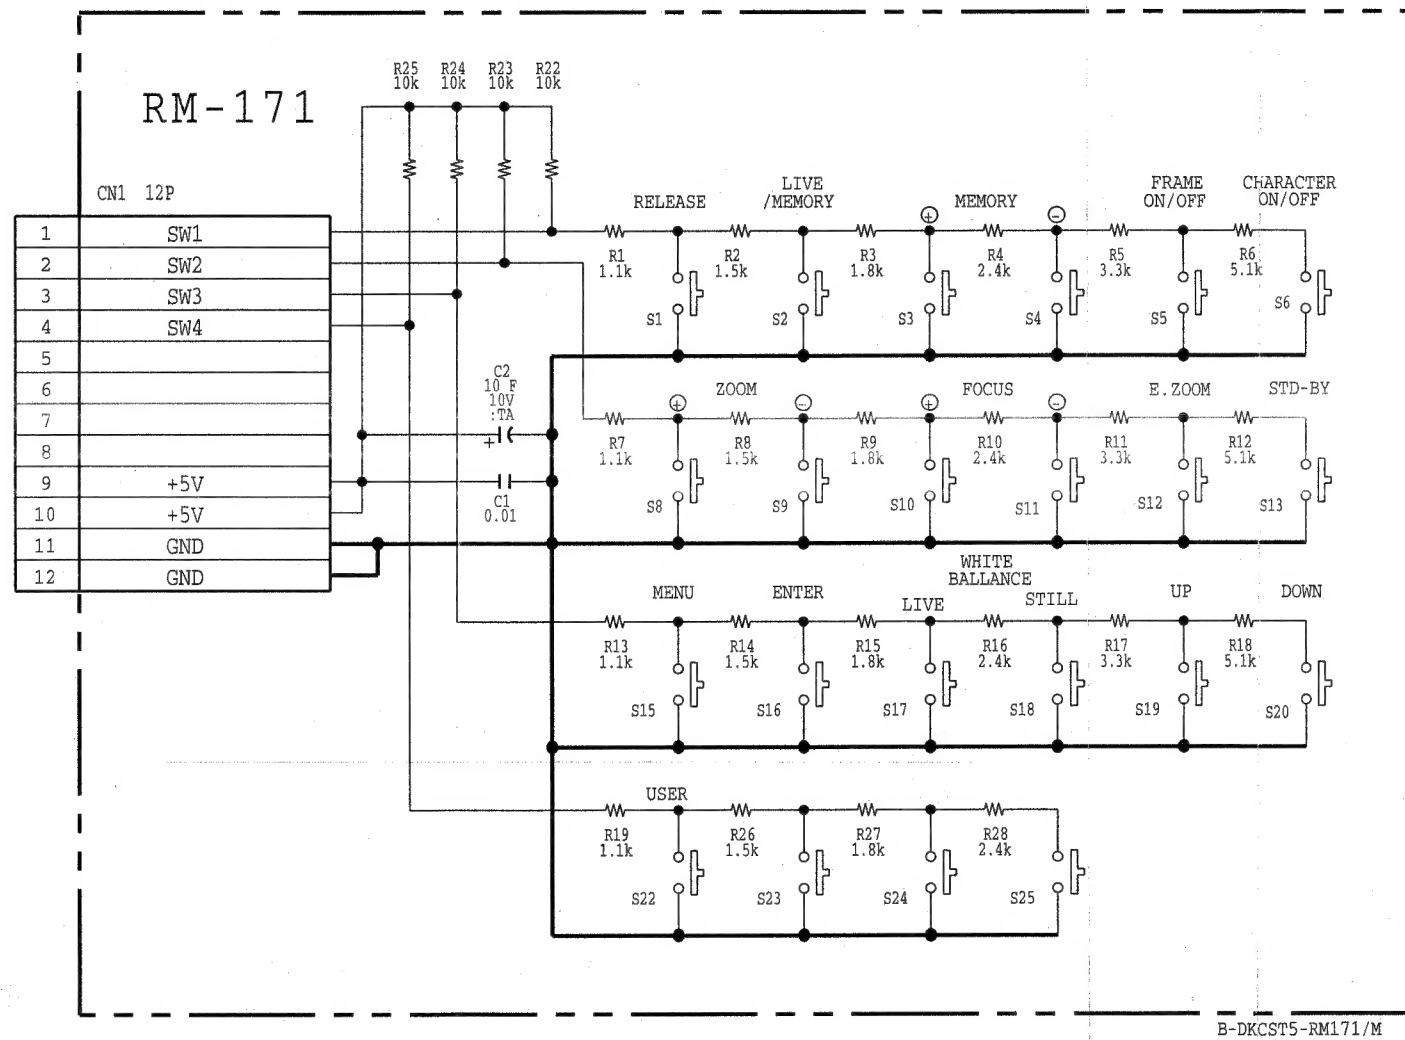 R25 R24 R23 R22
10k 10k 10k 10k
RM-171
CN1 12P
1 SW1
2 SW2
3 SW3
4 SW4
5
6
7
8
9 +5V
10 +5V
11 GND
12 GND
C2
10 F
10V
:TA
+
C1
0.01
RELEASE
LIVE
/MEMORY
+ MEMORY −
FRAME
ON/OFF
CHARACTER
ON/OFF
R1 R2 R3 R4 R5 R6
1.1k 1.5k 1.8k 2.4k 3.3k 5.1k
S1 S2 S3 S4 S5 S6
+ ZOOM − + FOCUS − E.ZOOM STD-BY
R7 R8 R9 R10 R11 R12
1.1k 1.5k 1.8k 2.4k 3.3k 5.1k
S8 S9 S10 S11 S12 S13
WHITE
BALLANCE
MENU ENTER LIVE STILL UP DOWN
R13 R14 R15 R16 R17 R18
1.1k 1.5k 1.8k 2.4k 3.3k 5.1k
S15 S16 S17 S18 S19 S20
USER
R19 R26 R27 R28
1.1k 1.5k 1.8k 2.4k
S22 S23 S24 S25
B-DKCST5-RM171/M